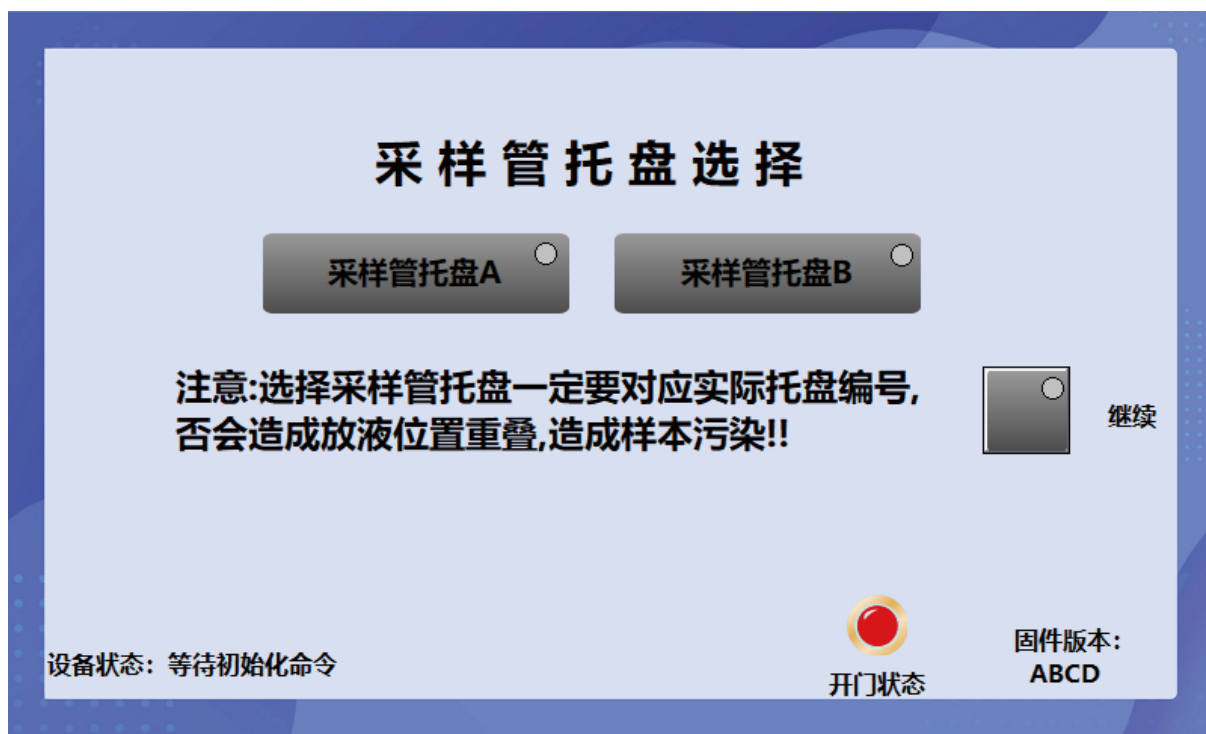 采样管托盘选择
采样管托盘A
采样管托盘B
注意:选择采样管托盘一定要对应实际托盘编号,
否会造成放液位置重叠,造成样本污染!!
继续
设备状态：等待初始化命令
开门状态
固件版本：
ABCD